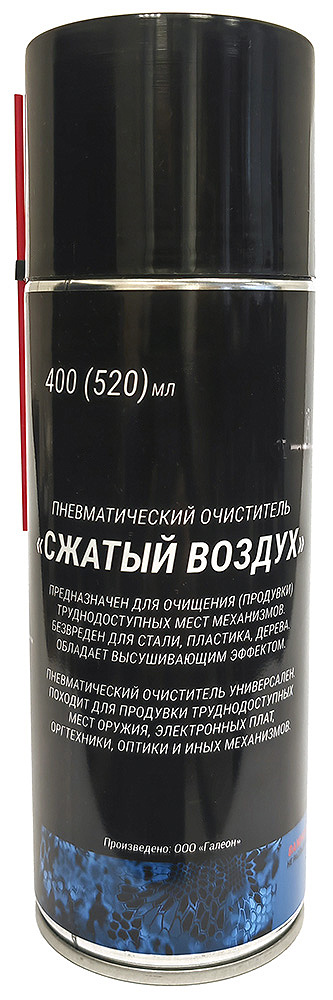 400 (520) мл
ПНЕВМАТИЧЕСКИЙ ОЧИСТИТЕЛЬ
«СЖАТЫЙ ВОЗДУХ»
ПРЕДНАЗНАЧЕН ДЛЯ ОЧИЩЕНИЯ (ПРОДУВКИ)
ТРУДНОДОСТУПНЫХ МЕСТ МЕХАНИЗМОВ.
БЕЗВРЕДЕН ДЛЯ СТАЛИ, ПЛАСТИКА, ДЕРЕВА.
ОБЛАДАЕТ ВЫСУШИВАЮЩИМ ЭФФЕКТОМ.
ПНЕВМАТИЧЕСКИЙ ОЧИСТИТЕЛЬ УНИВЕРСАЛЕН.
ПОХОДИТ ДЛЯ ПРОДУВКИ ТРУДНОДОСТУПНЫХ
МЕСТ ОРУЖИЯ, ЭЛЕКТРОННЫХ ПЛАТ,
ОРГТЕХНИКИ, ОПТИКИ И ИНЫХ МЕХАНИЗМОВ.
Произведено: ООО «Галеон»